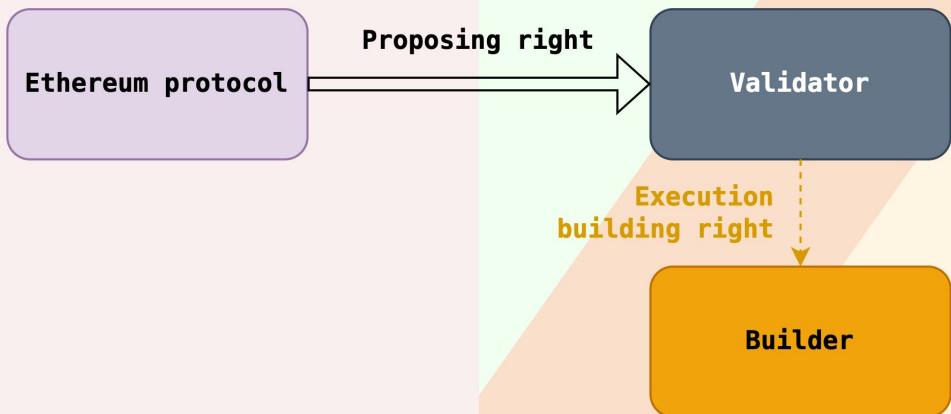 Proposing right
Ethereum protocol
Validator
Execution
building right
Builder